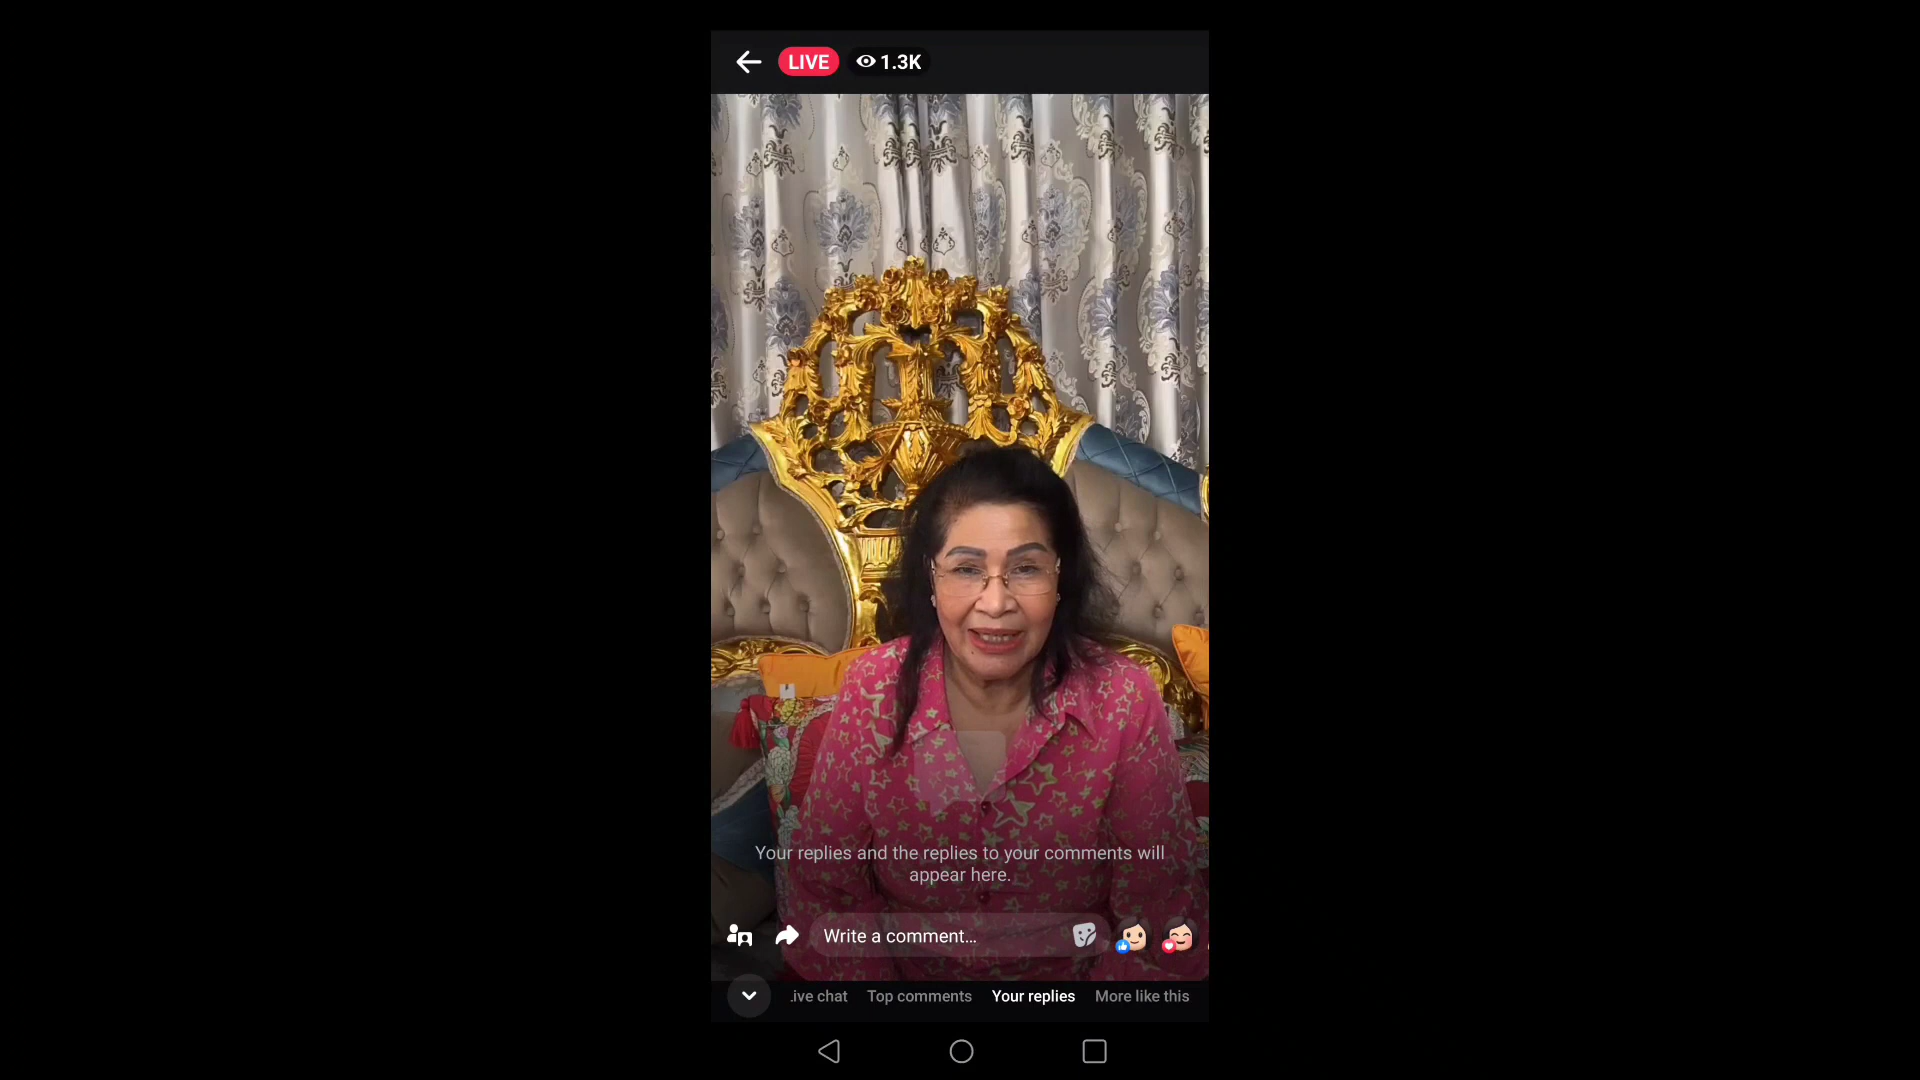 LIVE 1.3K
Your replies and the replies to your comments will
appear here.
Write a comment...
.ive chat Top comments Your replies More like this